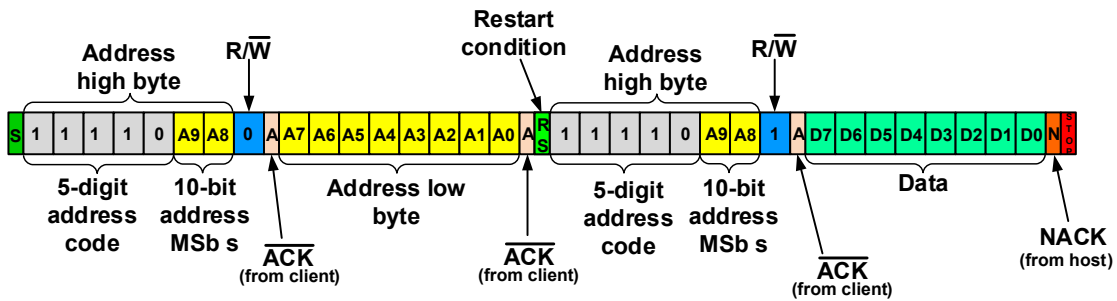 Restart
condition
Address
high byte
R/W̅
Address
high byte
R/W̅
S 1 1 1 1 0 A9 A8 0 A A7 A6 A5 A4 A3 A2 A1 A0 A RS 1 1 1 1 0 A9 A8 1 A D7 D6 D5 D4 D3 D2 D1 D0 N STOP
5-digit
address
code
10-bit
address
MSb s
A̅C̅K̅
(from client)
Address low
byte
A̅C̅K̅
(from client)
5-digit
address
code
10-bit
address
MSb s
A̅C̅K̅
(from client)
Data
NACK
(from host)